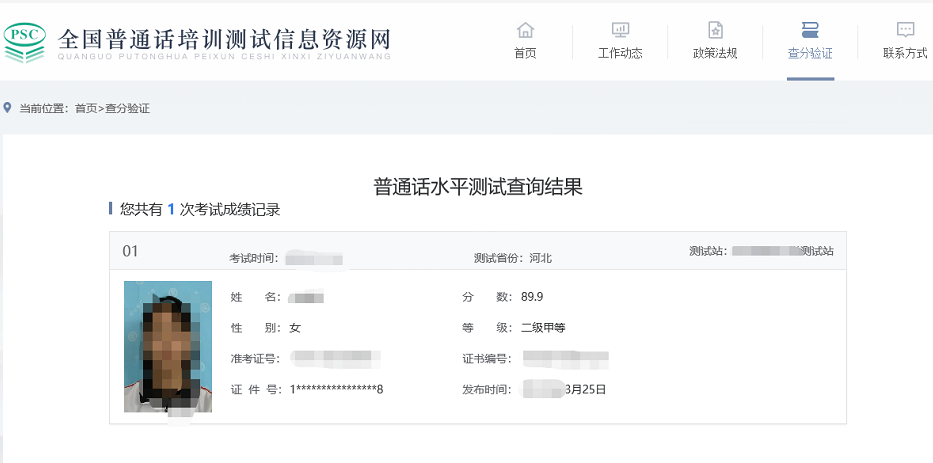 PSC
全国普通话培训测试信息资源网
QUANGUO PUTONGHUA PEIXUN CESHI XINXI ZIYUANWANG
首页
工作动态
政策法规
查分验证
联系方式
当前位置：首页>查分验证
普通话水平测试查询结果
您共有 1 次考试成绩记录
01
考试时间：
测试省份：河北
测试站：测试站
姓 名：
分 数：89.9
性 别：女
等 级：二级甲等
准考证号：
证书编号：
证 件 号：1****************8
发布时间：3月25日